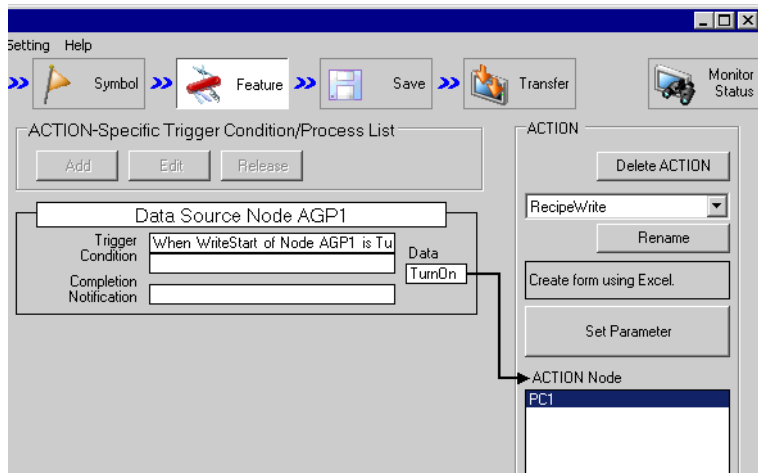 Setting Help
Symbol
Feature
Save
Transfer
Monitor
Status
ACTION-Specific Trigger Condition/Process List
Add
Edit
Release
Data Source Node AGP1
Trigger
Condition
When WriteStart of Node AGP1 is Tu
Completion
Notification
Data
TurnOn
ACTION
Delete ACTION
RecipeWrite
Rename
Create form using Excel.
Set Parameter
ACTION Node
PC1